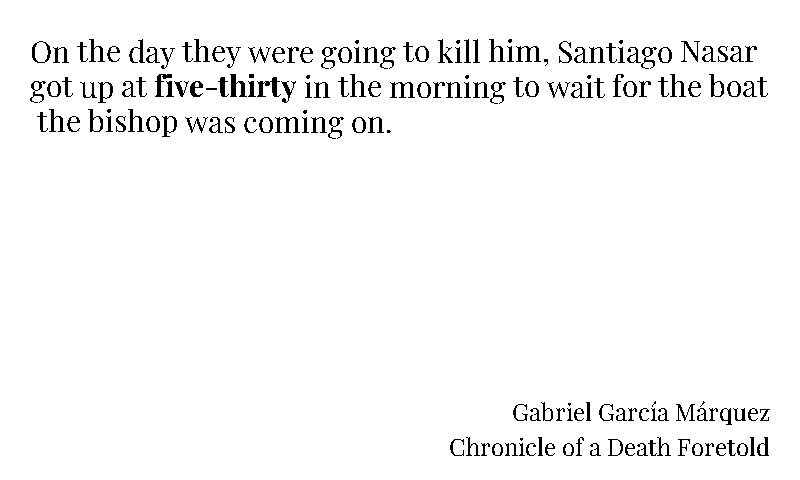 On the day they were going to kill him, Santiago Nasar
got up at five-thirty in the morning to wait for the boat
the bishop was coming on.
Gabriel García Márquez
Chronicle of a Death Foretold